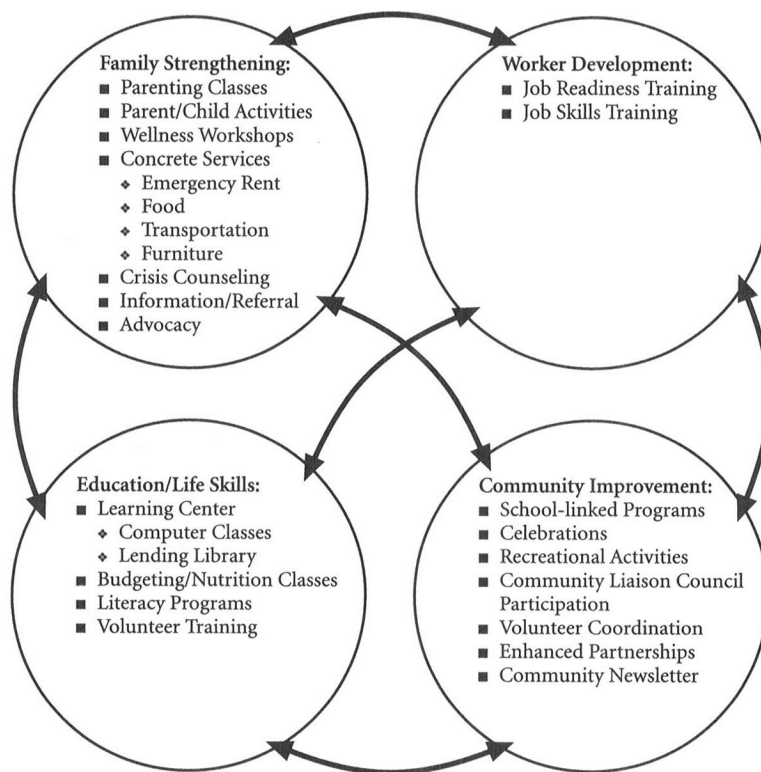 Family Strengthening:
■ Parenting Classes
■ Parent/Child Activities
■ Wellness Workshops
■ Concrete Services
❖ Emergency Rent
❖ Food
❖ Transportation
❖ Furniture
■ Crisis Counseling
■ Information/Referral
■ Advocacy
Worker Development:
■ Job Readiness Training
■ Job Skills Training
Education/Life Skills:
■ Learning Center
❖ Computer Classes
❖ Lending Library
■ Budgeting/Nutrition Classes
■ Literacy Programs
■ Volunteer Training
Community Improvement:
■ School-linked Programs
■ Celebrations
■ Recreational Activities
■ Community Liaison Council
Participation
■ Volunteer Coordination
■ Enhanced Partnerships
■ Community Newsletter